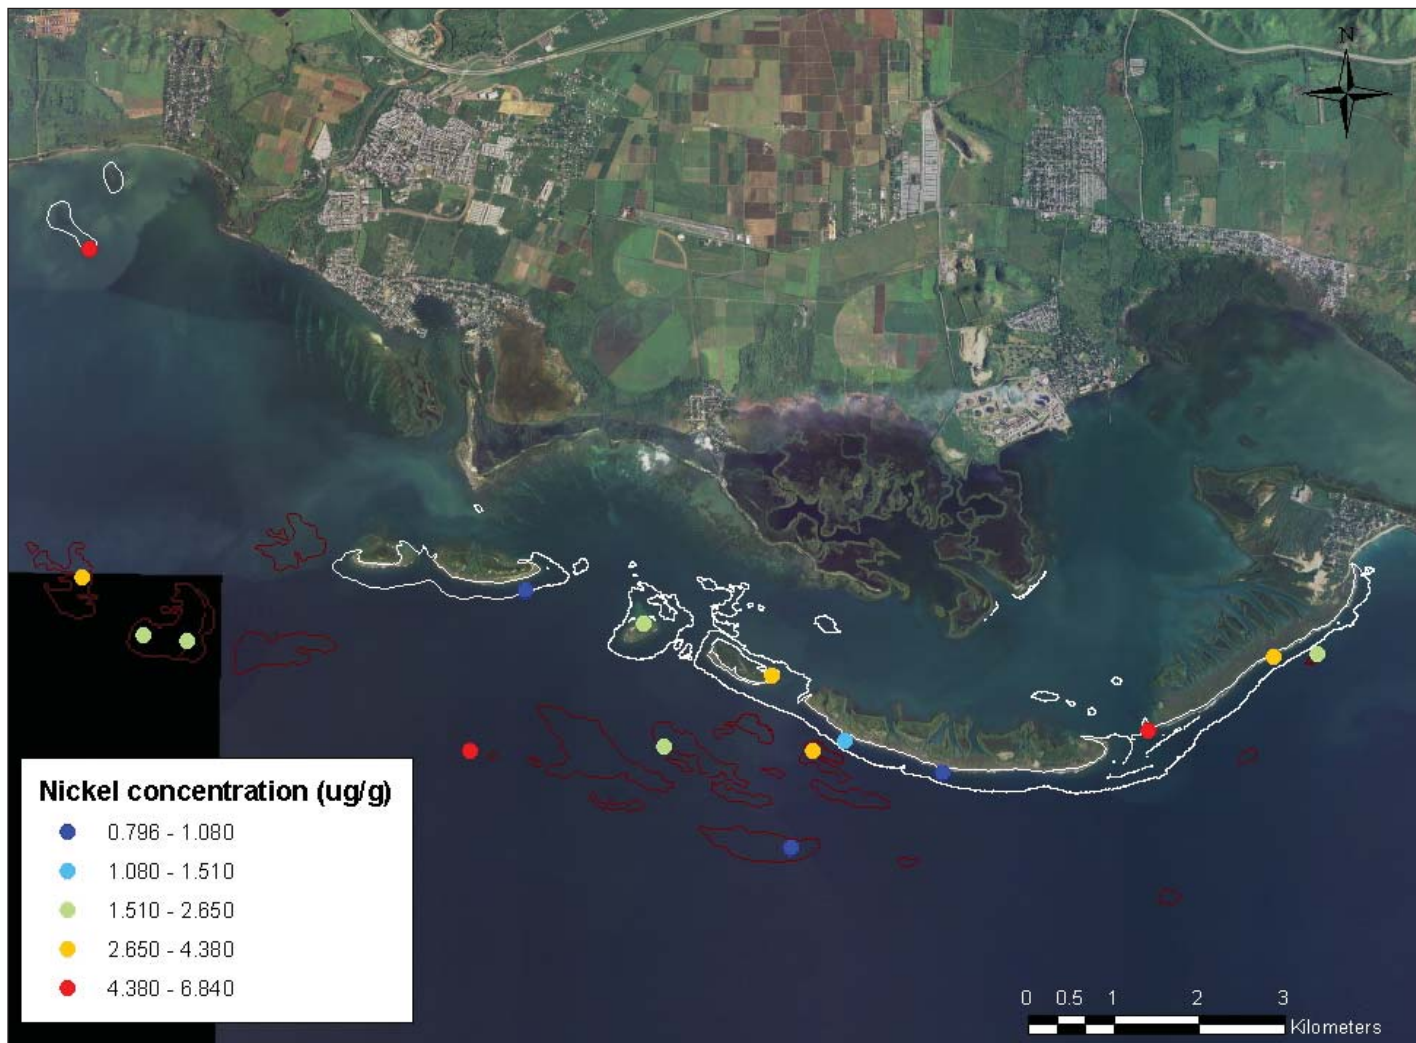 N
Nickel concentration (ug/g)
0.796 - 1.080
1.080 - 1.510
1.510 - 2.650
2.650 - 4.380
4.380 - 6.840
0 0.5 1 2 3
Kilometers